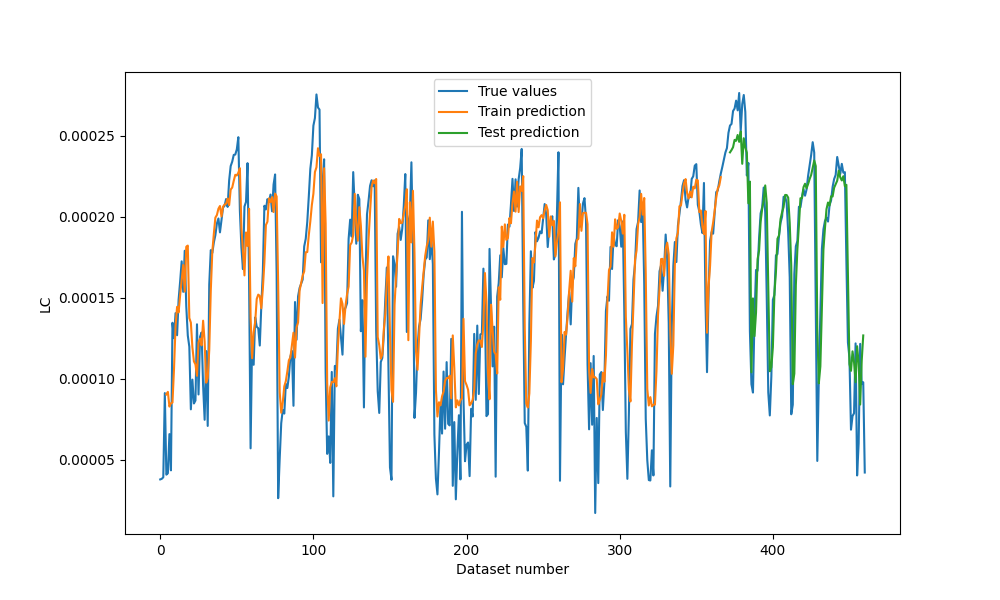 True values
Train prediction
Test prediction
LC
0.00025
0.00020
0.00015
0.00010
0.00005
0
100
200
300
400
Dataset number